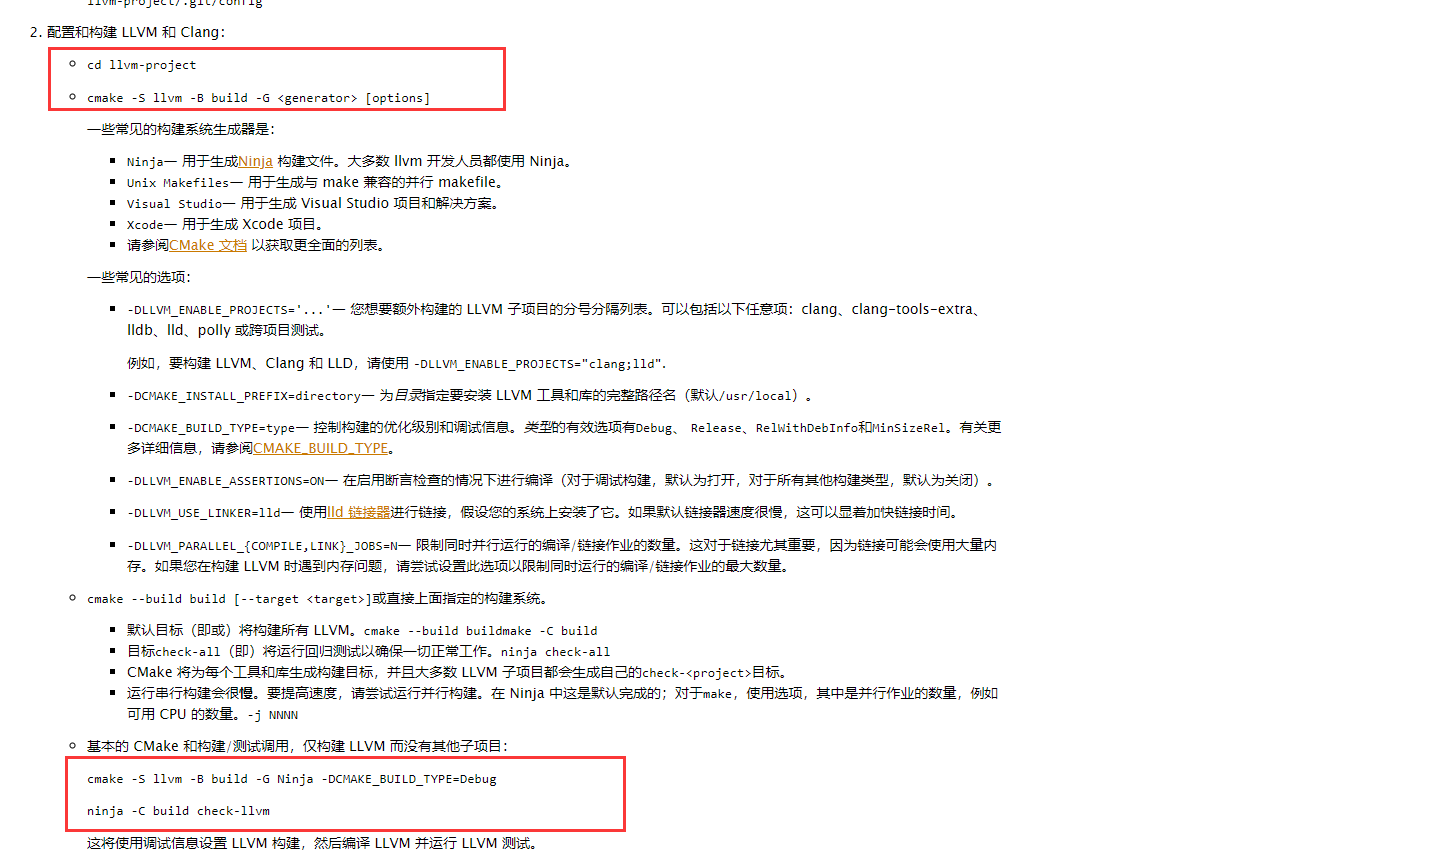 llvm-project/.git/config
2. 配置和构建 LLVM 和 Clang：
cd llvm-project
cmake -S llvm -B build -G <generator> [options]
一些常见的构建系统生成器是：
Ninja— 用于生成Ninja 构建文件。大多数 llvm 开发人员都使用 Ninja。
Unix Makefiles— 用于生成与 make 兼容的并行 makefile。
Visual Studio— 用于生成 Visual Studio 项目和解决方案。
Xcode— 用于生成 Xcode 项目。
请参阅CMake 文档 以获取更全面的列表。
一些常见的选项：
-DLLVM_ENABLE_PROJECTS='...'— 您想要额外构建的 LLVM 子项目的分号分隔列表。可以包括以下任意项：clang、clang-tools-extra、
lldb、lld、polly 或跨项目测试。
例如，要构建 LLVM、Clang 和 LLD，请使用 -DLLVM_ENABLE_PROJECTS="clang;lld".
-DCMAKE_INSTALL_PREFIX=directory— 为目录指定要安装 LLVM 工具和库的完整路径名（默认/usr/local）。
-DCMAKE_BUILD_TYPE=type— 控制构建的优化级别和调试信息。类型的有效选项有Debug、 Release、RelWithDebInfo和MinSizeRel。有关更
多详细信息，请参阅CMAKE_BUILD_TYPE。
-DLLVM_ENABLE_ASSERTIONS=ON— 在启用断言检查的情况下进行编译（对于调试构建，默认为打开，对于所有其他构建类型，默认为关闭）。
-DLLVM_USE_LINKER=lld— 使用lld 链接器进行链接，假设您的系统上安装了它。如果默认链接器速度很慢，这可以显着加快链接时间。
-DLLVM_PARALLEL_{COMPILE,LINK}_JOBS=N— 限制同时并行运行的编译/链接作业的数量。这对于链接尤其重要，因为链接可能会使用大量内
存。如果您在构建 LLVM 时遇到内存问题，请尝试设置此选项以限制同时运行的编译/链接作业的最大数量。
cmake --build build [--target <target>]或直接上面指定的构建系统。
默认目标（即或）将构建所有 LLVM。cmake --build buildmake -C build
目标check-all（即）将运行回归测试以确保一切正常工作。ninja check-all
CMake 将为每个工具和库生成构建目标，并且大多数 LLVM 子项目都会生成自己的check-<project>目标。
运行串行构建会很慢。要提高速度，请尝试运行并行构建。在 Ninja 中这是默认完成的；对于make，使用选项，其中是并行作业的数量，例如
可用 CPU 的数量。-j NNNN
基本的 CMake 和构建/测试调用，仅构建 LLVM 而没有其他子项目：
cmake -S llvm -B build -G Ninja -DCMAKE_BUILD_TYPE=Debug
ninja -C build check-llvm
这将使用调试信息设置 LLVM 构建，然后编译 LLVM 并运行 LLVM 测试。